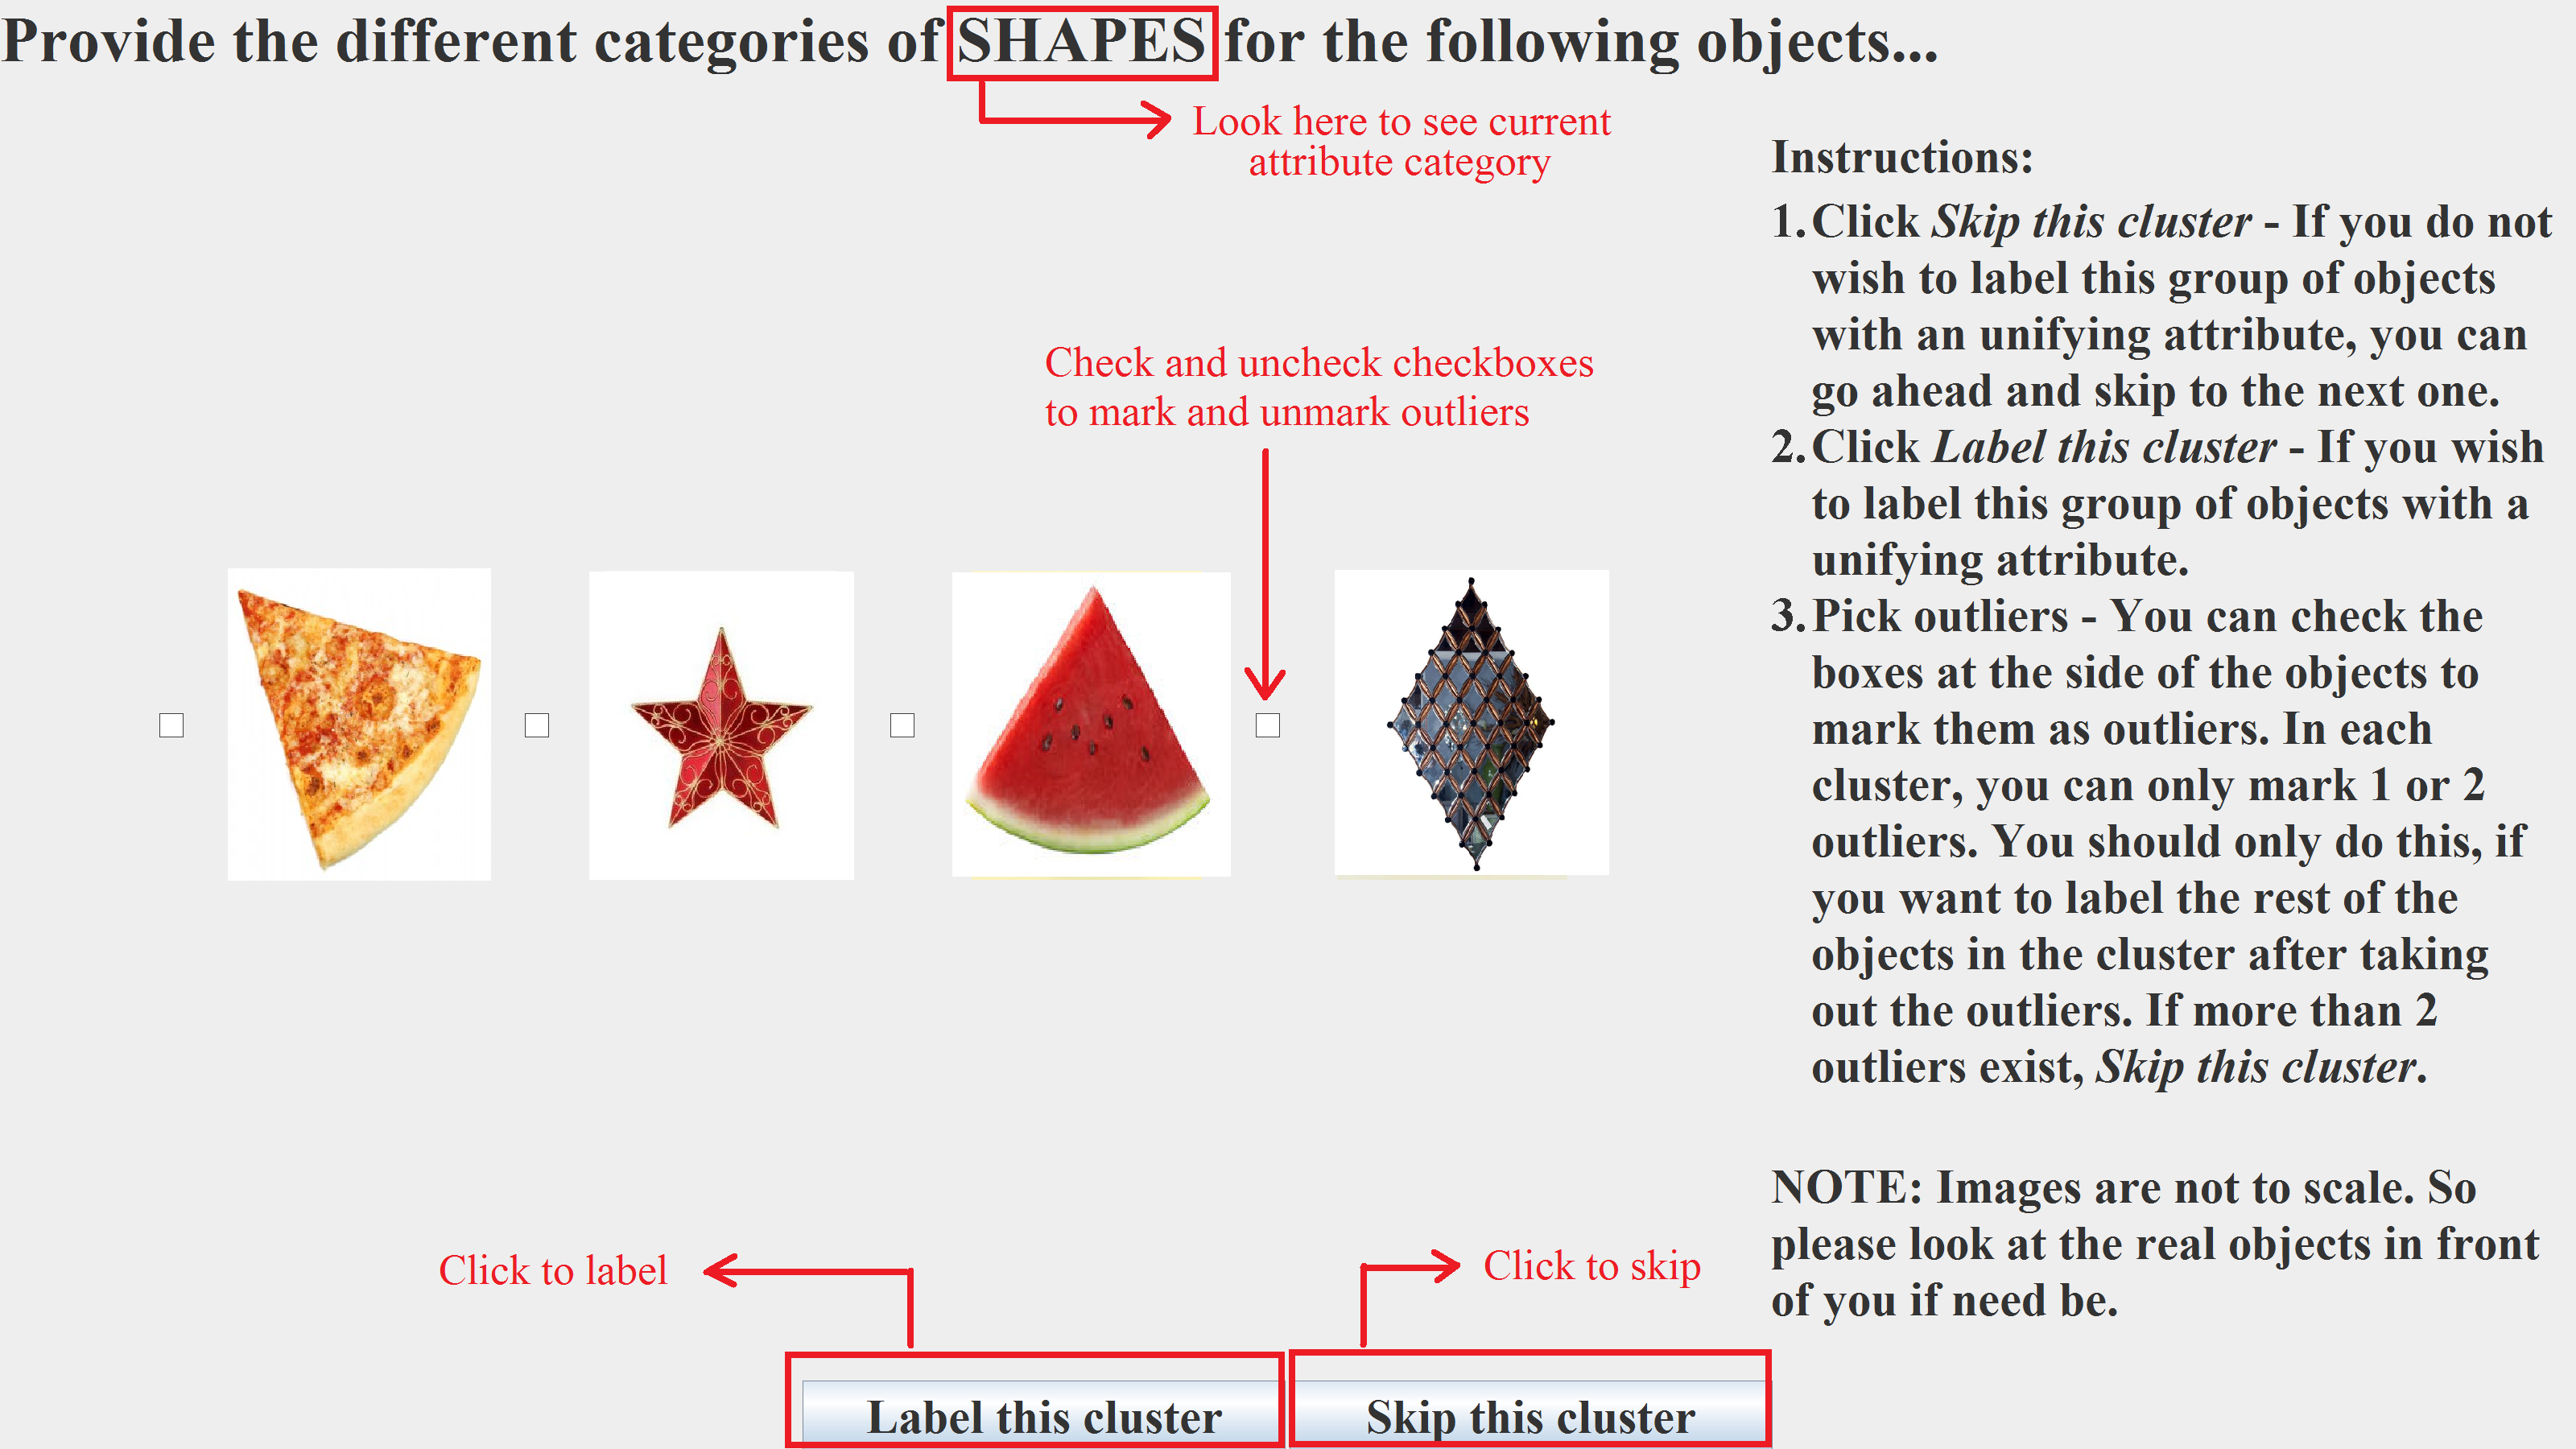 Provide the different categories of SHAPES for the following objects...
Look here to see current
attribute category
Check and uncheck checkboxes
to mark and unmark outliers
Instructions:
1. Click Skip this cluster - If you do not
wish to label this group of objects
with an unifying attribute, you can
go ahead and skip to the next one.
2. Click Label this cluster - If you wish
to label this group of objects with a
unifying attribute.
3. Pick outliers - You can check the
boxes at the side of the objects to
mark them as outliers. In each
cluster, you can only mark 1 or 2
outliers. You should only do this, if
you want to label the rest of the
objects in the cluster after taking
out the outliers. If more than 2
outliers exist, Skip this cluster.
NOTE: Images are not to scale. So
please look at the real objects in front
of you if need be.
Click to label
Click to skip
Label this cluster
Skip this cluster